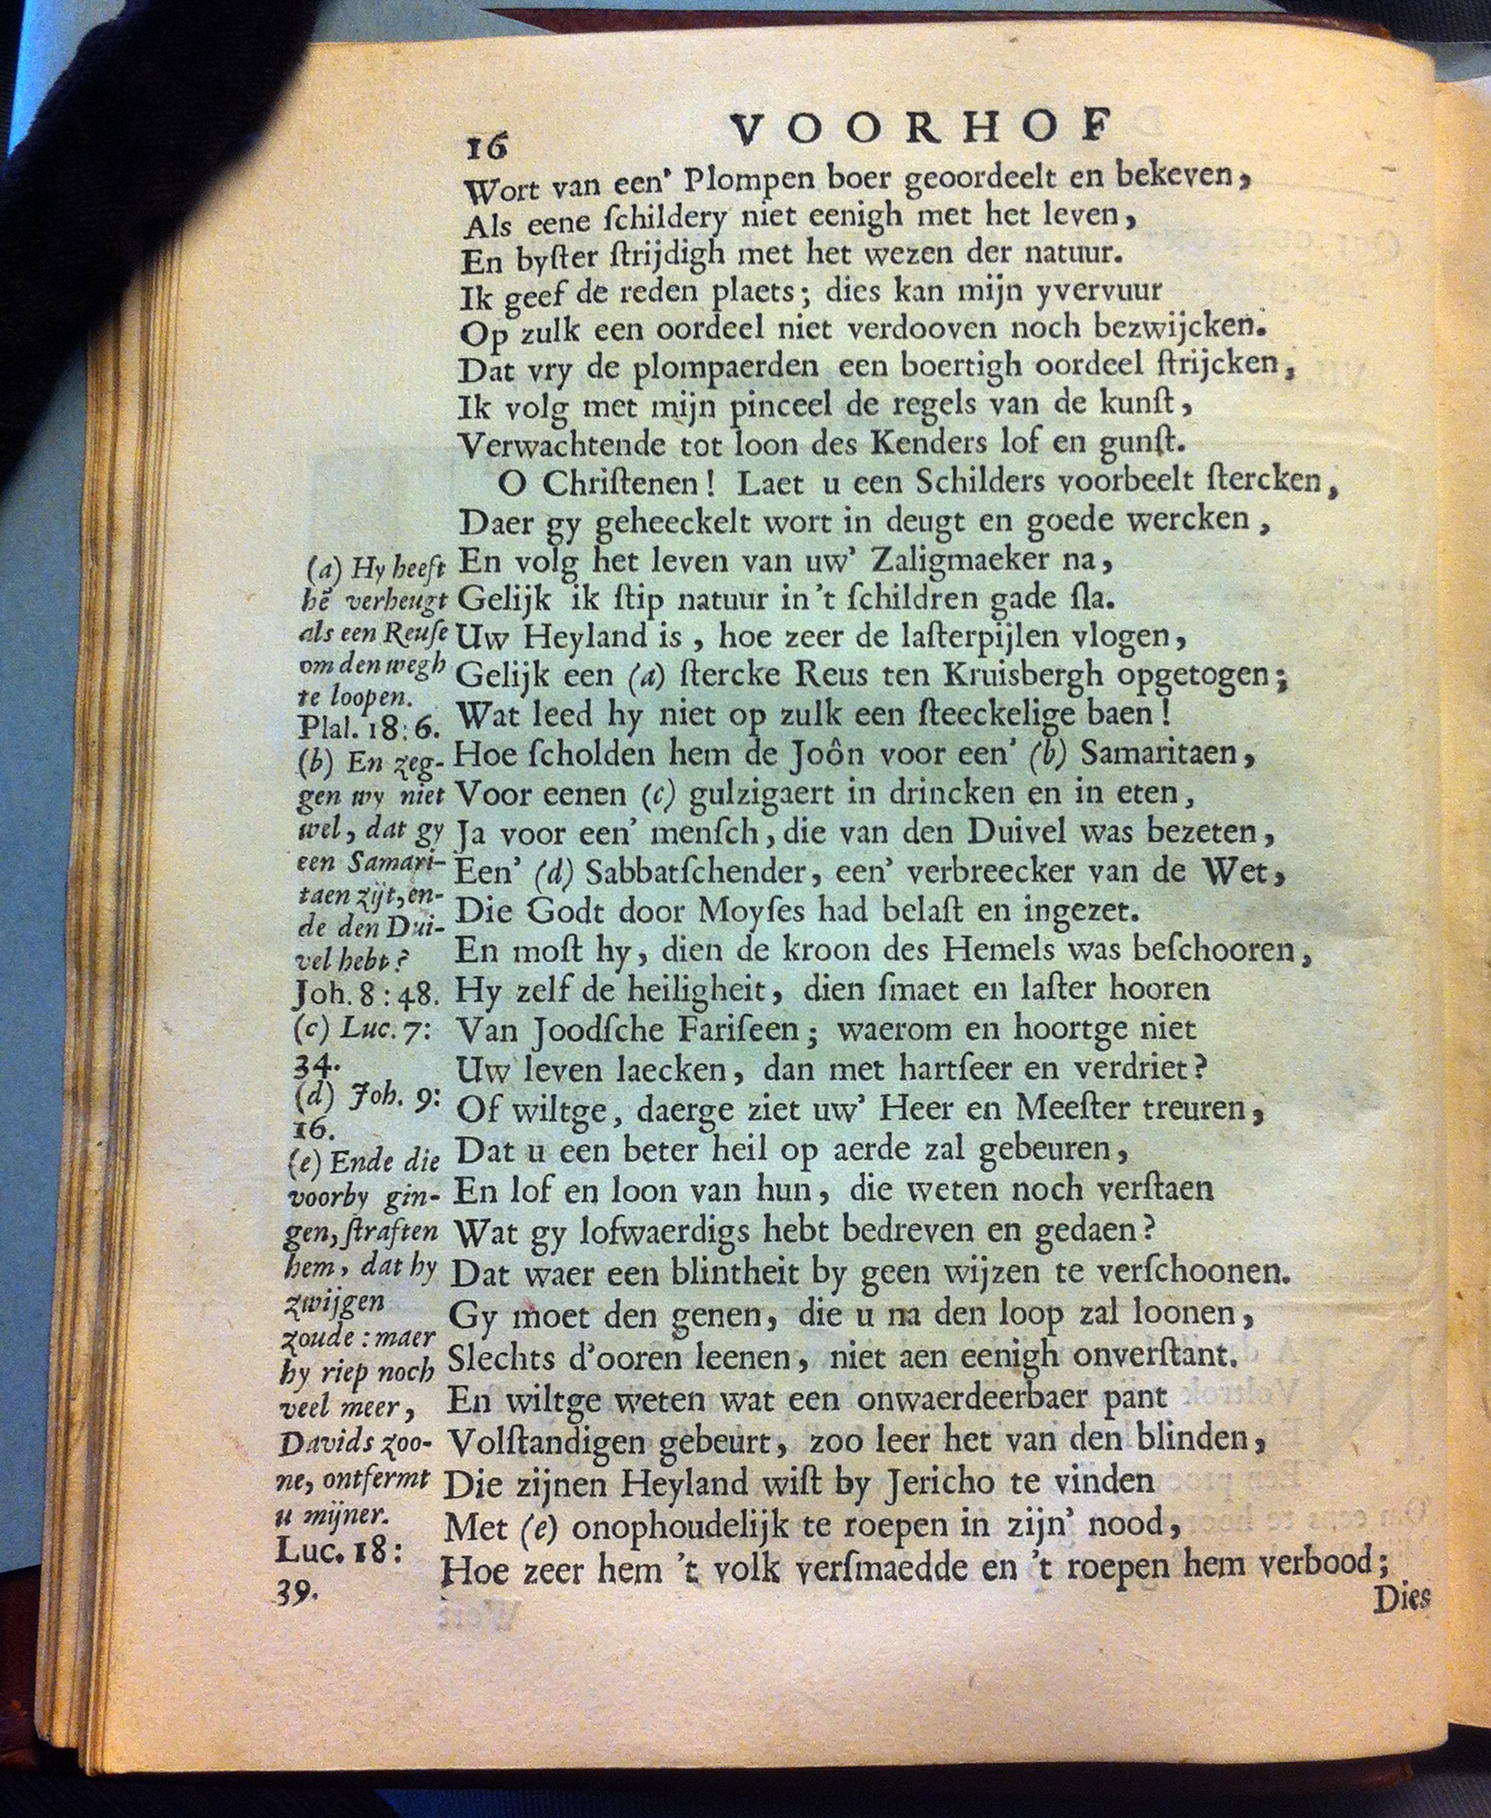 16 VOORHOF
Wort van een' Plompen boer geoordeelt en bekeven,
Als eene ſchildery niet eenigh met het leven,
En byſter ſtrijdigh met het wezen der natuur.
Ik geef de reden plaets; dies kan mijn yvervuur
Op zulk een oordeel niet verdooven noch bezwijcken.
Dat vry de plompaerden een boertigh oordeel ſtrijcken,
Ik volg met mijn pinceel de regels van de kunſt,
Verwachtende tot loon des Kenders lof en gunſt.
O Chriſtenen! Laet u een Schilders voorbeelt ſtercken,
Daer gy geheeckelt wort in deugt en goede wercken,
En volg het leven van uw' Zaligmaeker na,
Gelijk ik ſtip natuur in't ſchildren gade ſla.
Uw Heyland is, hoe zeer de laſterpijlen vlogen,
Gelijk een (a) ſtercke Reus ten Kruisbergh opgetogen;
Wat leed hy niet op zulk een ſteeckelige baen!
Hoe ſcholden hem de Joôn voor een' (b) Samaritaen,
Voor eenen (c) gulzigaert in drincken en in eten,
Ja voor een' menſch, die van den Duivel was bezeten,
Een' (d) Sabbatſchender, een' verbreecker van de Wet,
Die Godt door Moyſes had belaſt en ingezet.
En moſt hy, dien de kroon des Hemels was beſchooren,
Hy zelf de heiligheit, dien ſmaet en laſter hooren
Van Joodſche Fariſeen; waerom en hoortge niet
Uw leven laecken, dan met hartſeer en verdriet?
Of wiltge, daerge ziet uw' Heer en Meeſter treuren,
Dat u een beter heil op aerde zal gebeuren,
En lof en loon van hun, die weten noch verſtaen
Wat gy lofwaerdigs hebt bedreven en gedaen?
Dat waer een blintheit by geen wijzen te verſchoonen.
Gy moet den genen, die u na den loop zal loonen,
Slechts d'ooren leenen, niet aen eenigh onverſtant.
En wiltge weten wat een onwaerdeerbaer pant
Volſtandigen gebeurt, zoo leer het van den blinden,
Die zijnen Heyland wiſt by Jericho te vinden
Met (e) onophoudelijk te roepen in zijn' nood,
Hoe zeer hem 't volk verſmaedde en 't roepen hem verbood;
Dies
(a) Hy heeft
hē verheugt
als een Reuſe
om den wegh
te loopen.
Plal. 18:6.
(b) En zeg-
gen wy niet
wel, dat gy
een Samari-
taen zijt, en-
de den Dui-
vel hebt?
Joh. 8:48.
(c) Luc. 7:
34.
(d) Joh. 9:
16.
(e) Ende die
voorby gin-
gen, ſtraften
hem, dat hy
zwijgen
zoude: maer
hy riep noch
veel meer,
Davids zoo-
ne, ontfermt
u mijner.
Luc. 18:
39.